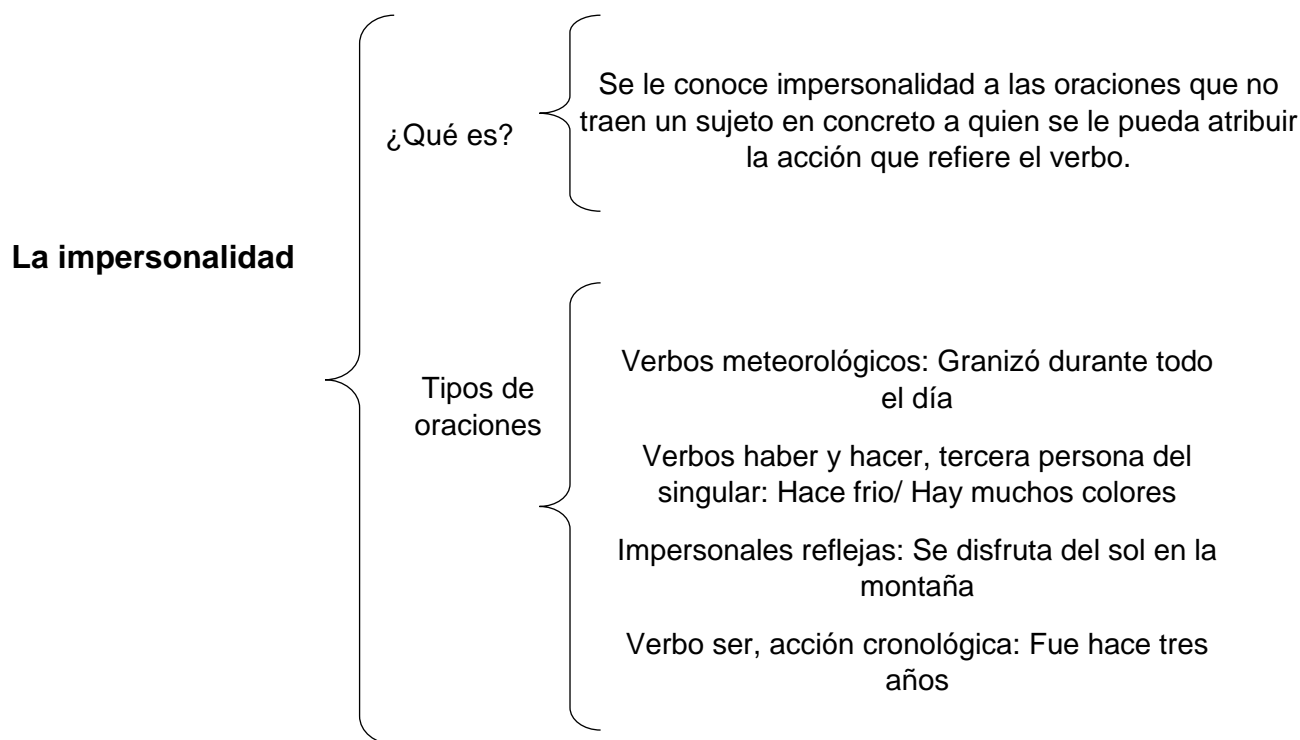 La impersonalidad
¿Qué es?
Se le conoce impersonalidad a las oraciones que no
traen un sujeto en concreto a quien se le pueda atribuir
la acción que refiere el verbo.
Tipos de
oraciones
Verbos meteorológicos: Granizó durante todo
el día
Verbos haber y hacer, tercera persona del
singular: Hace frio/ Hay muchos colores
Impersonales reflejas: Se disfruta del sol en la
montaña
Verbo ser, acción cronológica: Fue hace tres
años